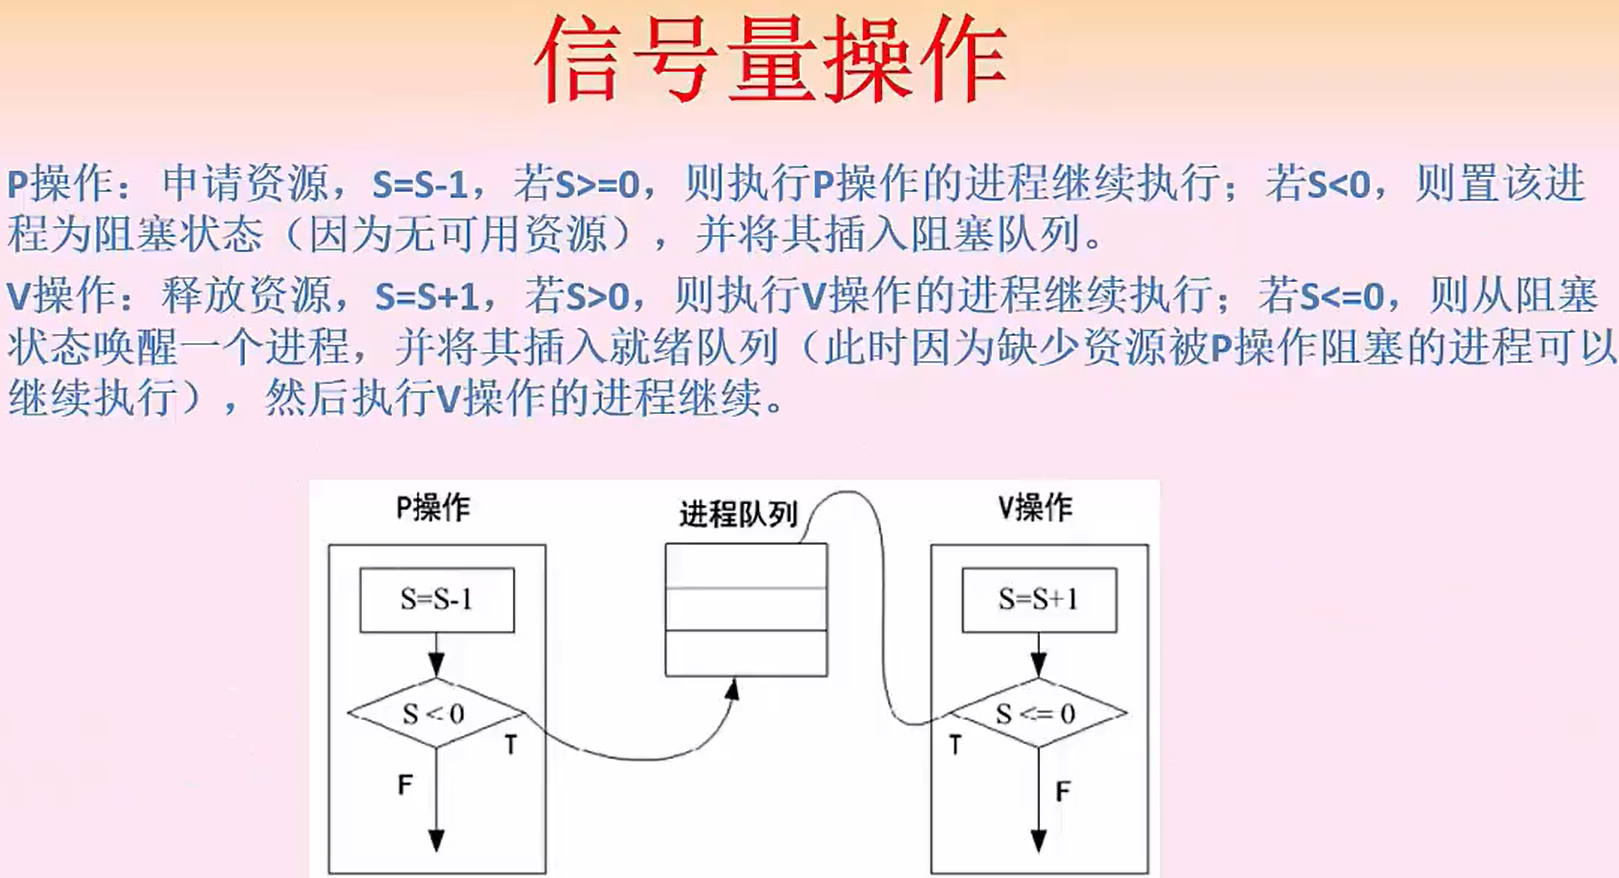 信号量操作
P操作：申请资源，S=S-1，若S>=0，则执行P操作的进程继续执行；若S<0，则置该进
程为阻塞状态（因为无可用资源），并将其插入阻塞队列。
V操作：释放资源，S=S+1，若S>0，则执行V操作的进程继续执行；若S<=0，则从阻塞
状态唤醒一个进程，并将其插入就绪队列（此时因为缺少资源被P操作阻塞的进程可以
继续执行），然后执行V操作的进程继续。
P操作
进程队列
V操作
S=S-1
S=S+1
S < 0
S <= 0
T
T
F
F